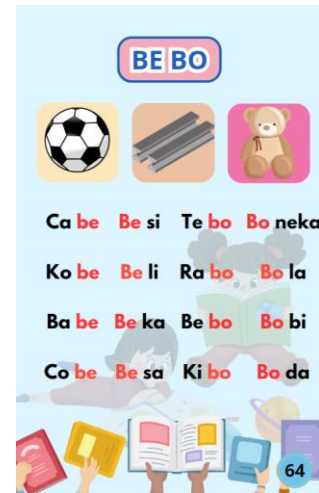 BE BO
Ca be Be si Te bo Bo neka
Ko be Be li Ra bo Bo la
Ba be Be ka Be bo Bo bi
Co be Be sa Ki bo Bo da
64